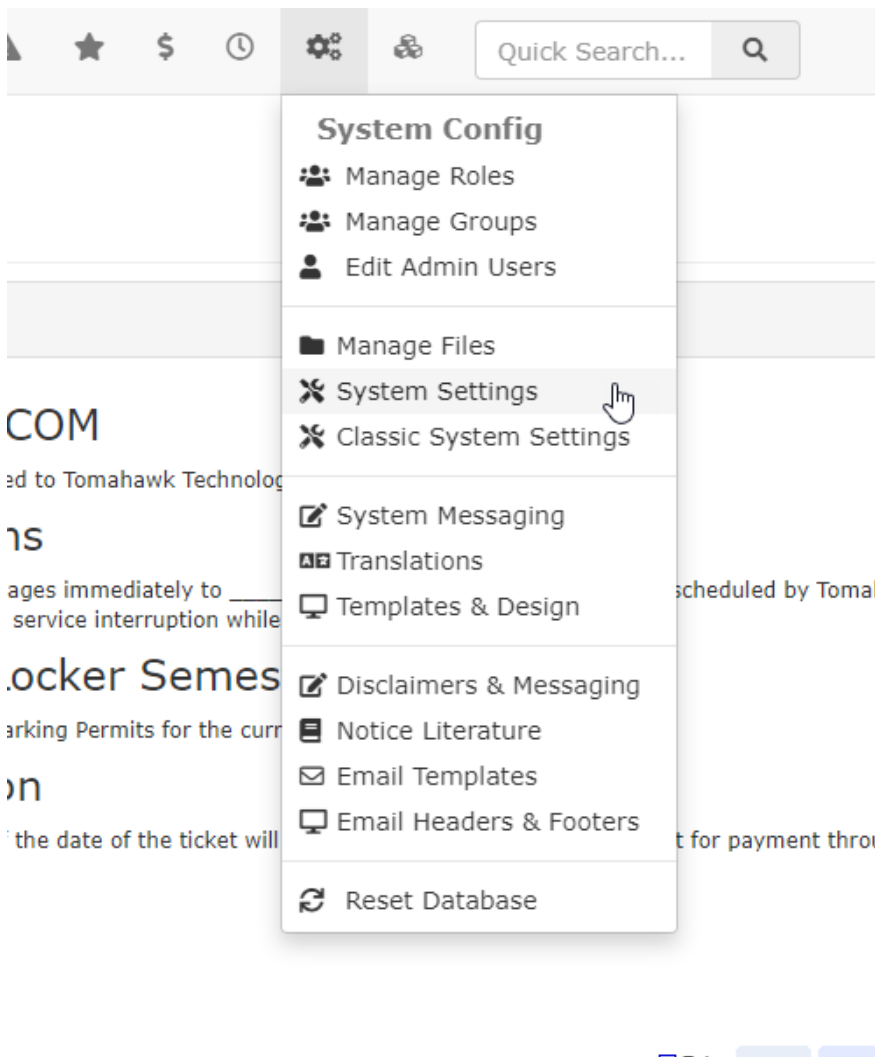 $
Quick Search...
System Config
Manage Roles
Manage Groups
Edit Admin Users
Manage Files
System Settings
Classic System Settings
System Messaging
Translations
Templates & Design
Disclaimers & Messaging
Notice Literature
Email Templates
Email Headers & Footers
Reset Database
COM
ed to Tomahawk Technolog
ns
ages immediately to ____ scheduled by Toma
service interruption while
ocker Semes
arking Permits for the curr
on
the date of the ticket will t for payment throu